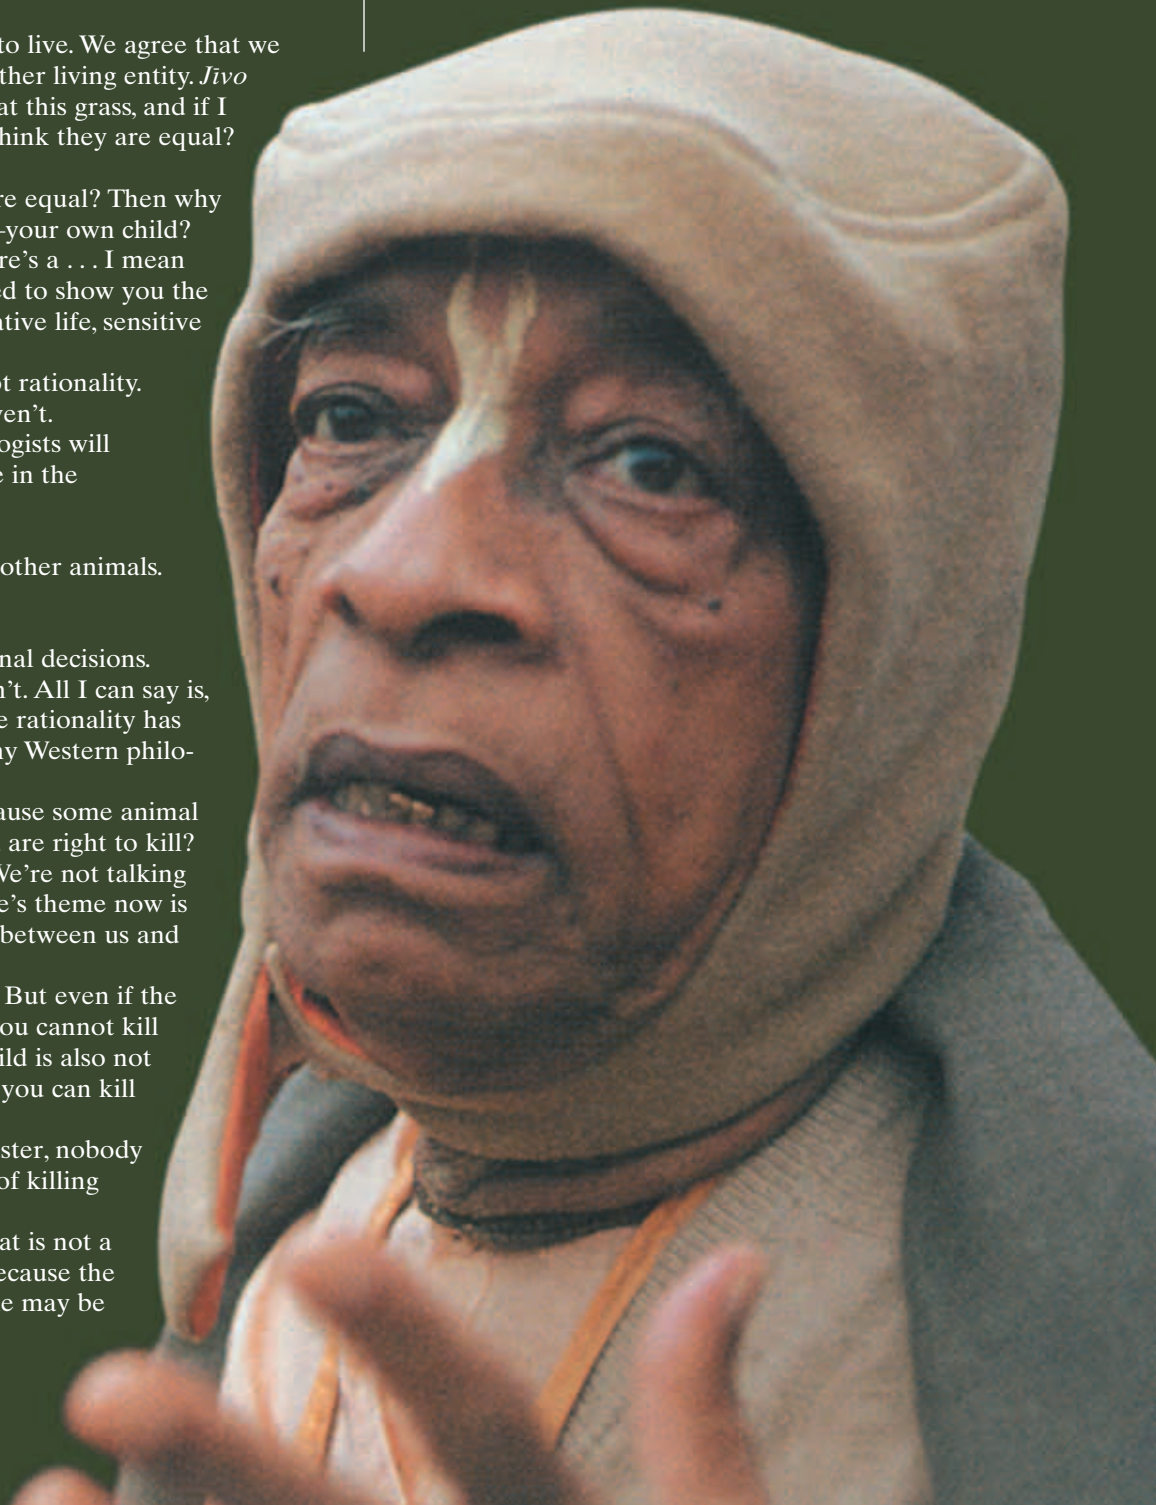 to live. We agree that we
ther living entity. Jīvo
at this grass, and if I
hink they are equal?
re equal? Then why
-your own child?
re’s a . . . I mean
ed to show you the
ative life, sensitive
ot rationality.
ven’t.
ogists will
e in the
other animals.
nal decisions.
n’t. All I can say is,
e rationality has
ny Western philo-
ause some animal
are right to kill?
We’re not talking
e’s theme now is
between us and
But even if the
ou cannot kill
ild is also not
you can kill
ster, nobody
of killing
at is not a
ecause the
e may be